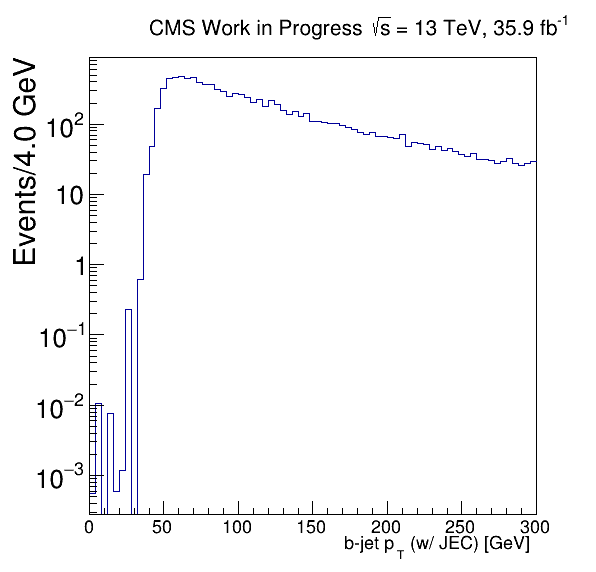 CMS Work in Progress √s = 13 TeV, 35.9 fb⁻¹
Events/4.0 GeV
10²
10
1
10⁻¹
10⁻²
10⁻³
0 50 100 150 200 250 300
b-jet p_T (w/ JEC) [GeV]